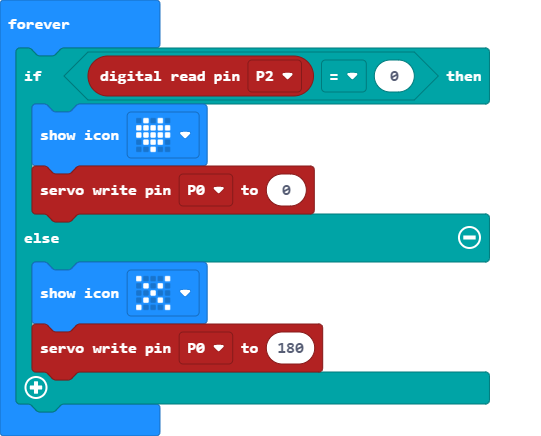 forever
if digital read pin P2 = 0 then
show icon
servo write pin P0 to 0
else
show icon
servo write pin P0 to 180